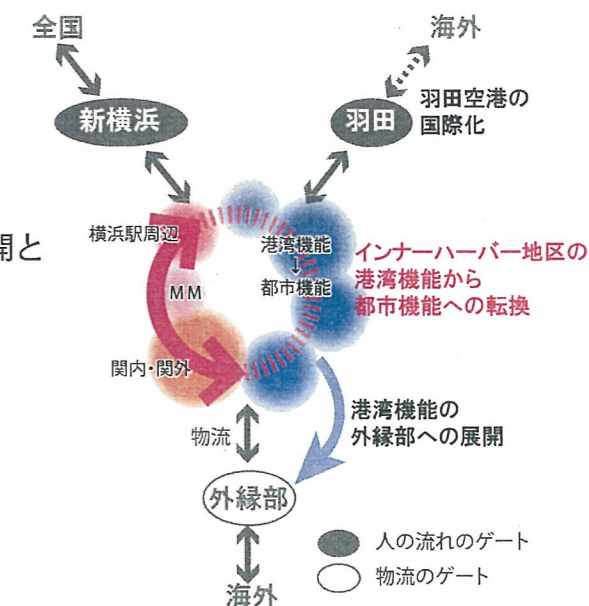 全国
海外
新横浜
羽田
羽田空港の
国際化
横浜駅周辺
港湾機能
↓
都市機能
開と
MM
インナーハーバー地区の
港湾機能から
都市機能への転換
関内・関外
港湾機能の
外縁部への展開
物流
外縁部
人の流れのゲート
物流のゲート
海外